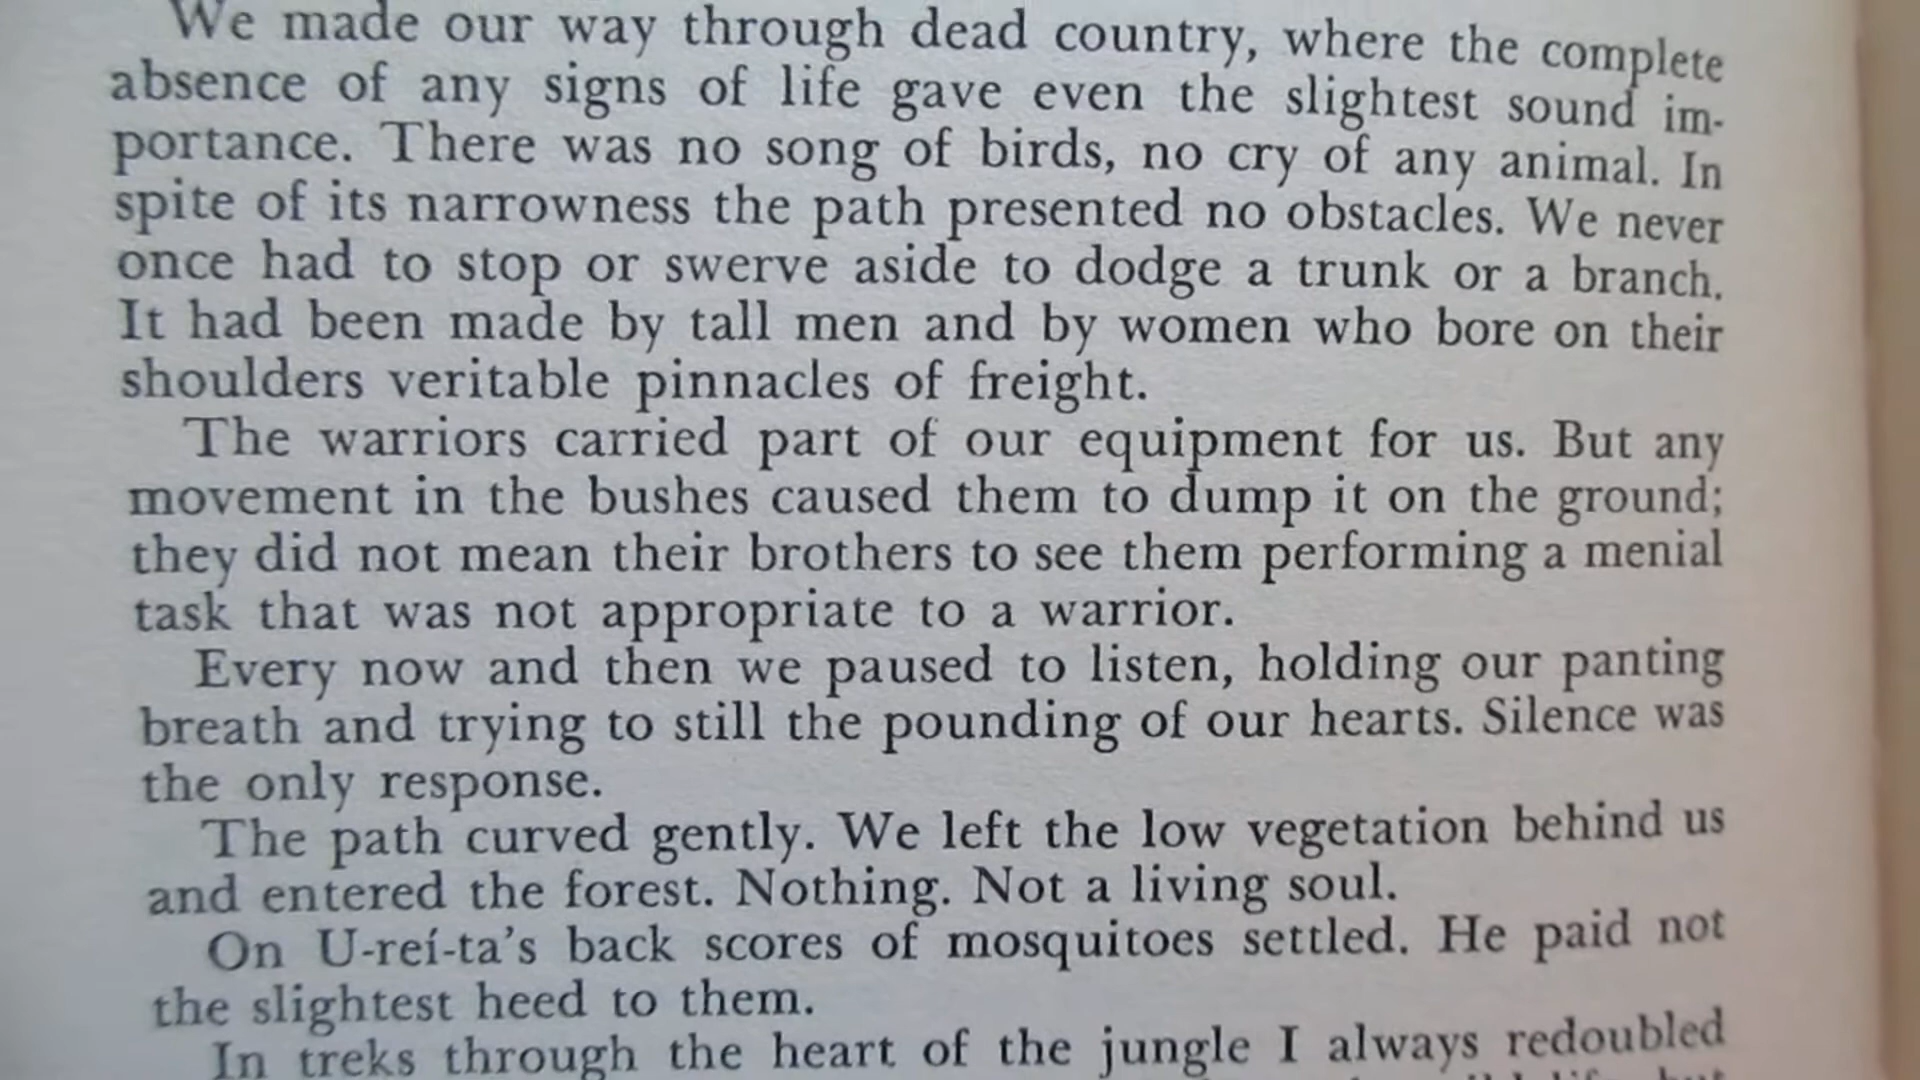 We made our way through dead country, where the complete
absence of any signs of life gave even the slightest sound im-
portance. There was no song of birds, no cry of any animal. In
spite of its narrowness the path presented no obstacles. We never
once had to stop or swerve aside to dodge a trunk or a branch.
It had been made by tall men and by women who bore on their
shoulders veritable pinnacles of freight.
The warriors carried part of our equipment for us. But any
movement in the bushes caused them to dump it on the ground;
they did not mean their brothers to see them performing a menial
task that was not appropriate to a warrior.
Every now and then we paused to listen, holding our panting
breath and trying to still the pounding of our hearts. Silence was
the only response.
The path curved gently. We left the low vegetation behind us
and entered the forest. Nothing. Not a living soul.
On U-reí-ta's back scores of mosquitoes settled. He paid not
the slightest heed to them.
In treks through the heart of the jungle I always redoubled